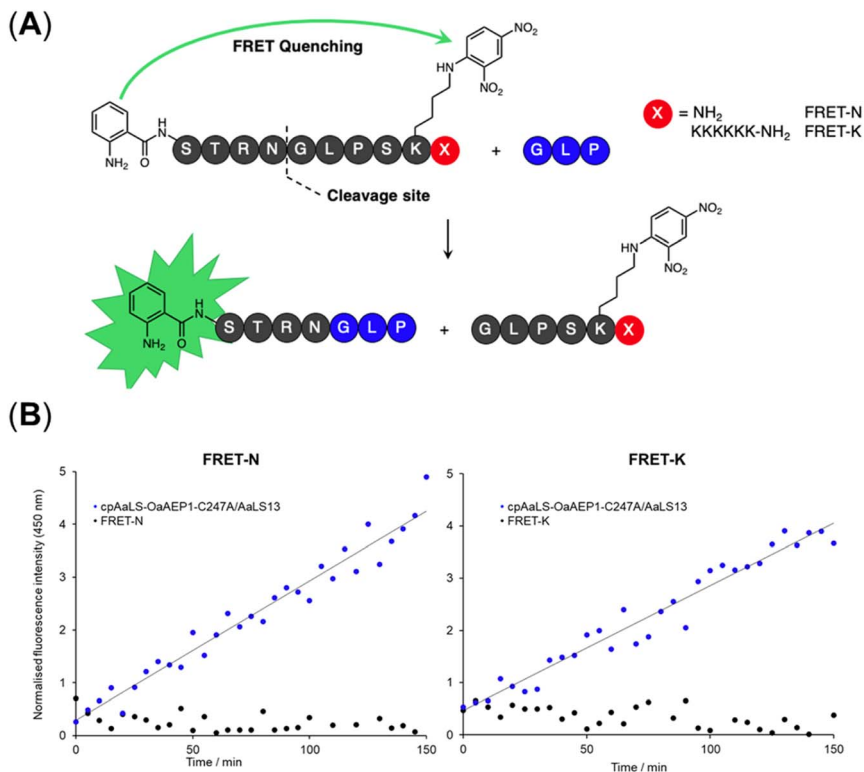 (A)
FRET Quenching
NO₂
HN
NO₂
H
N
NH₂
O
S T R N G L P S K X + G L P
Cleavage site
X = NH₂ FRET-N
KKKKKK-NH₂ FRET-K
NO₂
HN
NO₂
H
N
NH₂
O
S T R N G L P + G L P S K X
(B)
FRET-N
Normalised fluorescence intensity (450 nm)
5
4
3
2
1
0
cpAaLS-OaAEP1-C247A/AaLS13
FRET-N
0 50 100 150
Time / min
FRET-K
5
4
3
2
1
0
cpAaLS-OaAEP1-C247A/AaLS13
FRET-K
0 50 100 150
Time / min